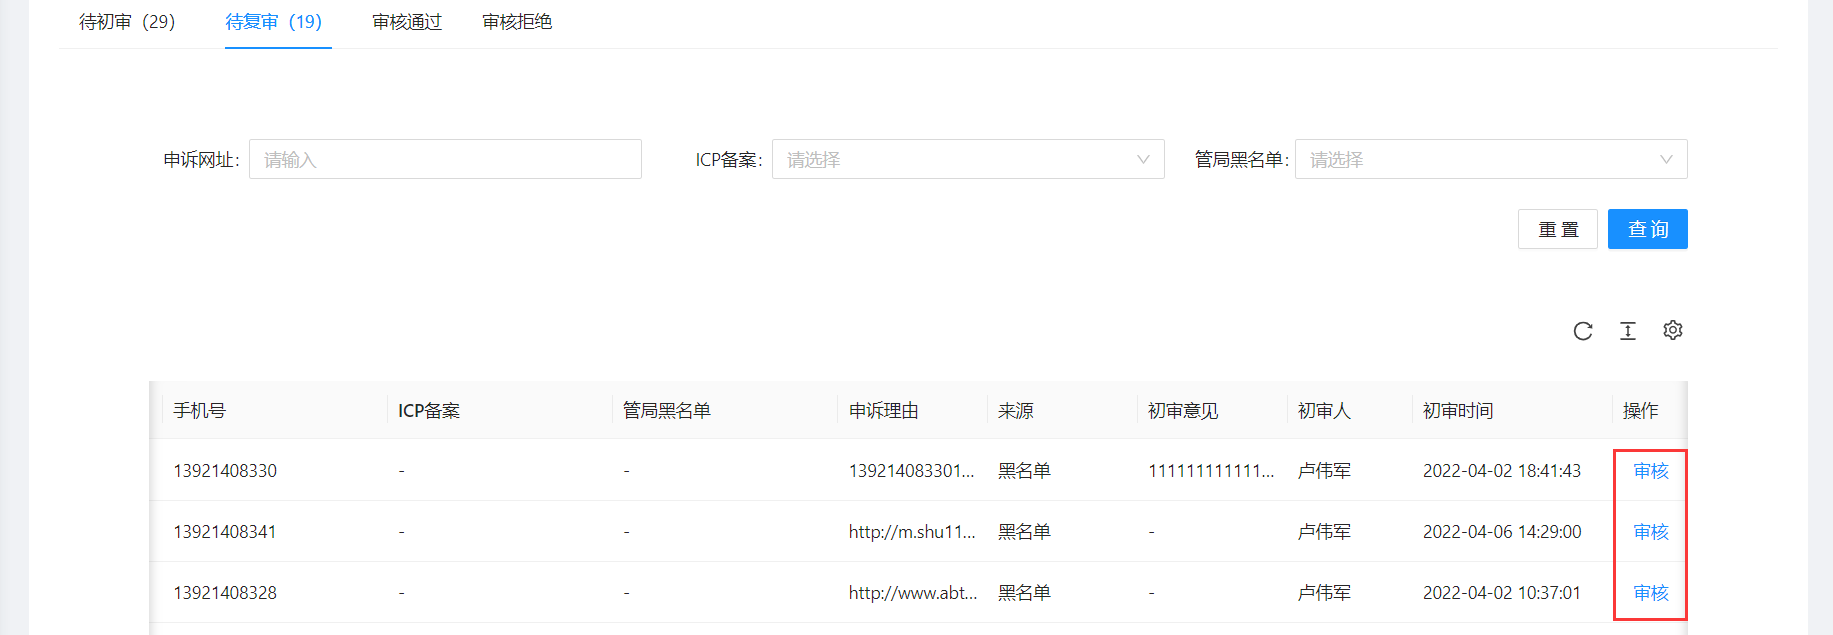 待初审（29） 待复审（19） 审核通过 审核拒绝
申诉网址： 请输入 ICP备案： 请选择 管局黑名单： 请选择
重置 查询
手机号 ICP备案 管局黑名单 申诉理由 来源 初审意见 初审人 初审时间 操作
13921408330 - - 139214083301... 黑名单 111111111111... 卢伟军 2022-04-02 18:41:43 审核
13921408341 - - http://m.shu11... 黑名单 - 卢伟军 2022-04-06 14:29:00 审核
13921408328 - - http://www.abt... 黑名单 - 卢伟军 2022-04-02 10:37:01 审核